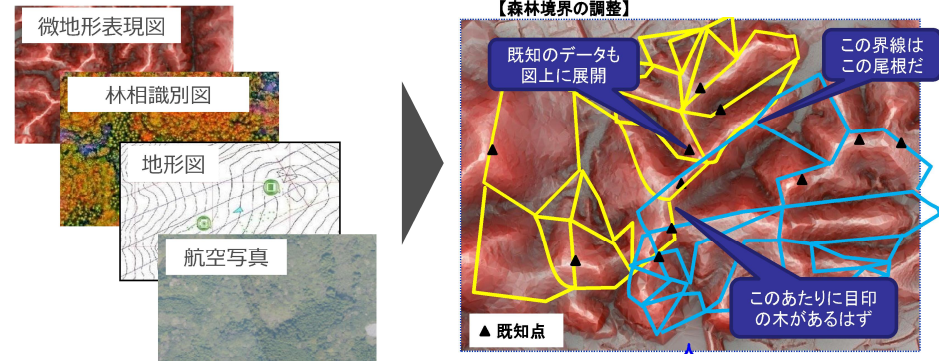 【森林境界の調整】
微地形表現図
林相識別図
地形図
航空写真
既知のデータも
図上に展開
この界線は
この尾根だ
このあたりに目印
の木があるはず
▲既知点